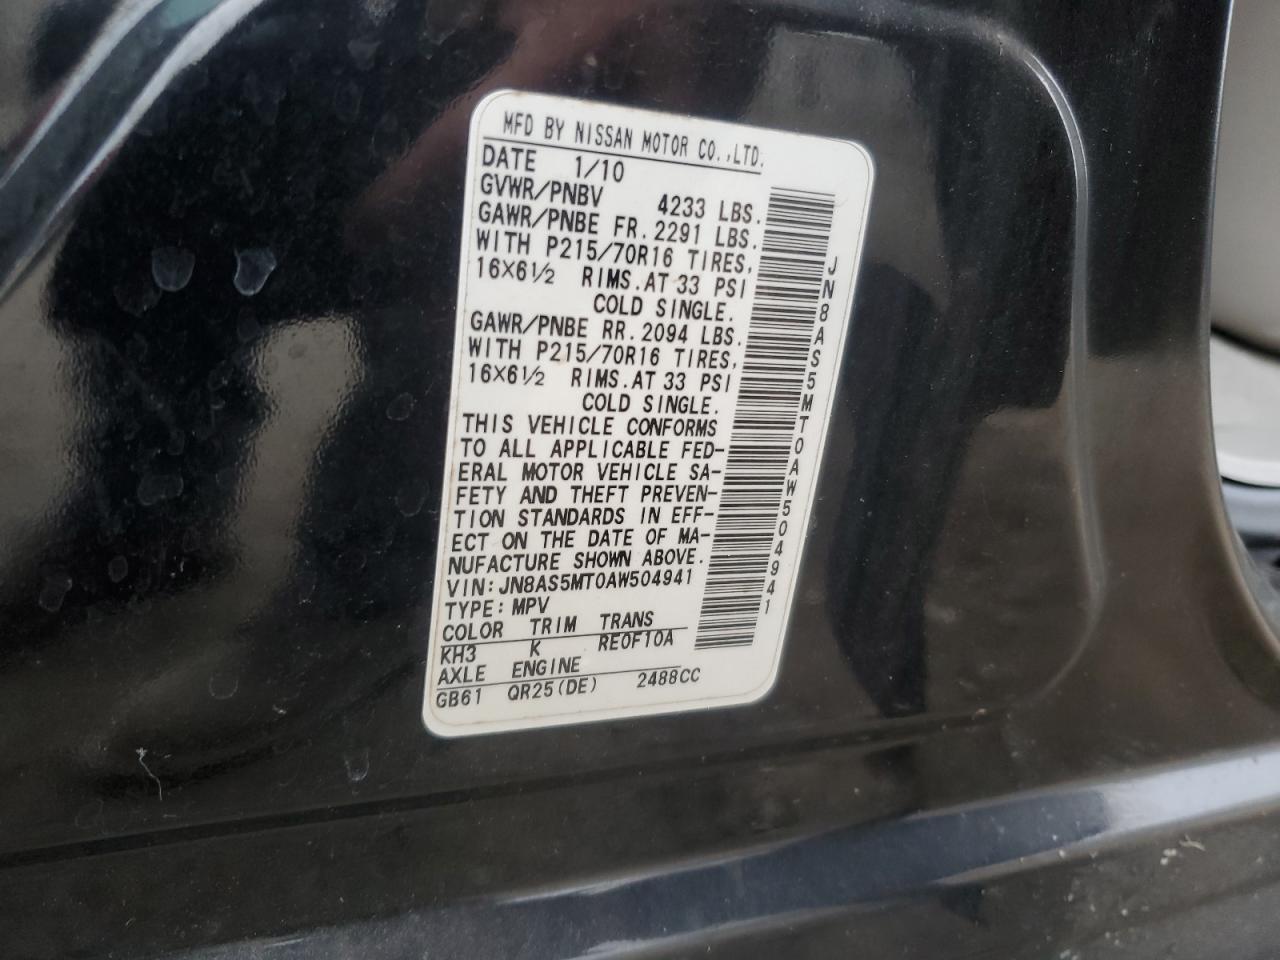 MFD BY NISSAN MOTOR CO.,LTD.
DATE 1/10
GVWR/PNBV 4233 LBS.
GAWR/PNBE FR. 2291 LBS.
WITH P215/70R16 TIRES,
16X6½ RIMS.AT 33 PSI
COLD SINGLE.
GAWR/PNBE RR. 2094 LBS.
WITH P215/70R16 TIRES,
16X6½ RIMS.AT 33 PSI
COLD SINGLE.
THIS VEHICLE CONFORMS
TO ALL APPLICABLE FED-
ERAL MOTOR VEHICLE SA-
FETY AND THEFT PREVEN-
TION STANDARDS IN EFF-
ECT ON THE DATE OF MA-
NUFACTURE SHOWN ABOVE.
VIN:JN8AS5MT0AW504941
TYPE:MPV
COLOR TRIM TRANS
KH3 K RE0F10A
AXLE ENGINE
GB61 QR25(DE) 2488CC
JN8AS5MT0AW504941